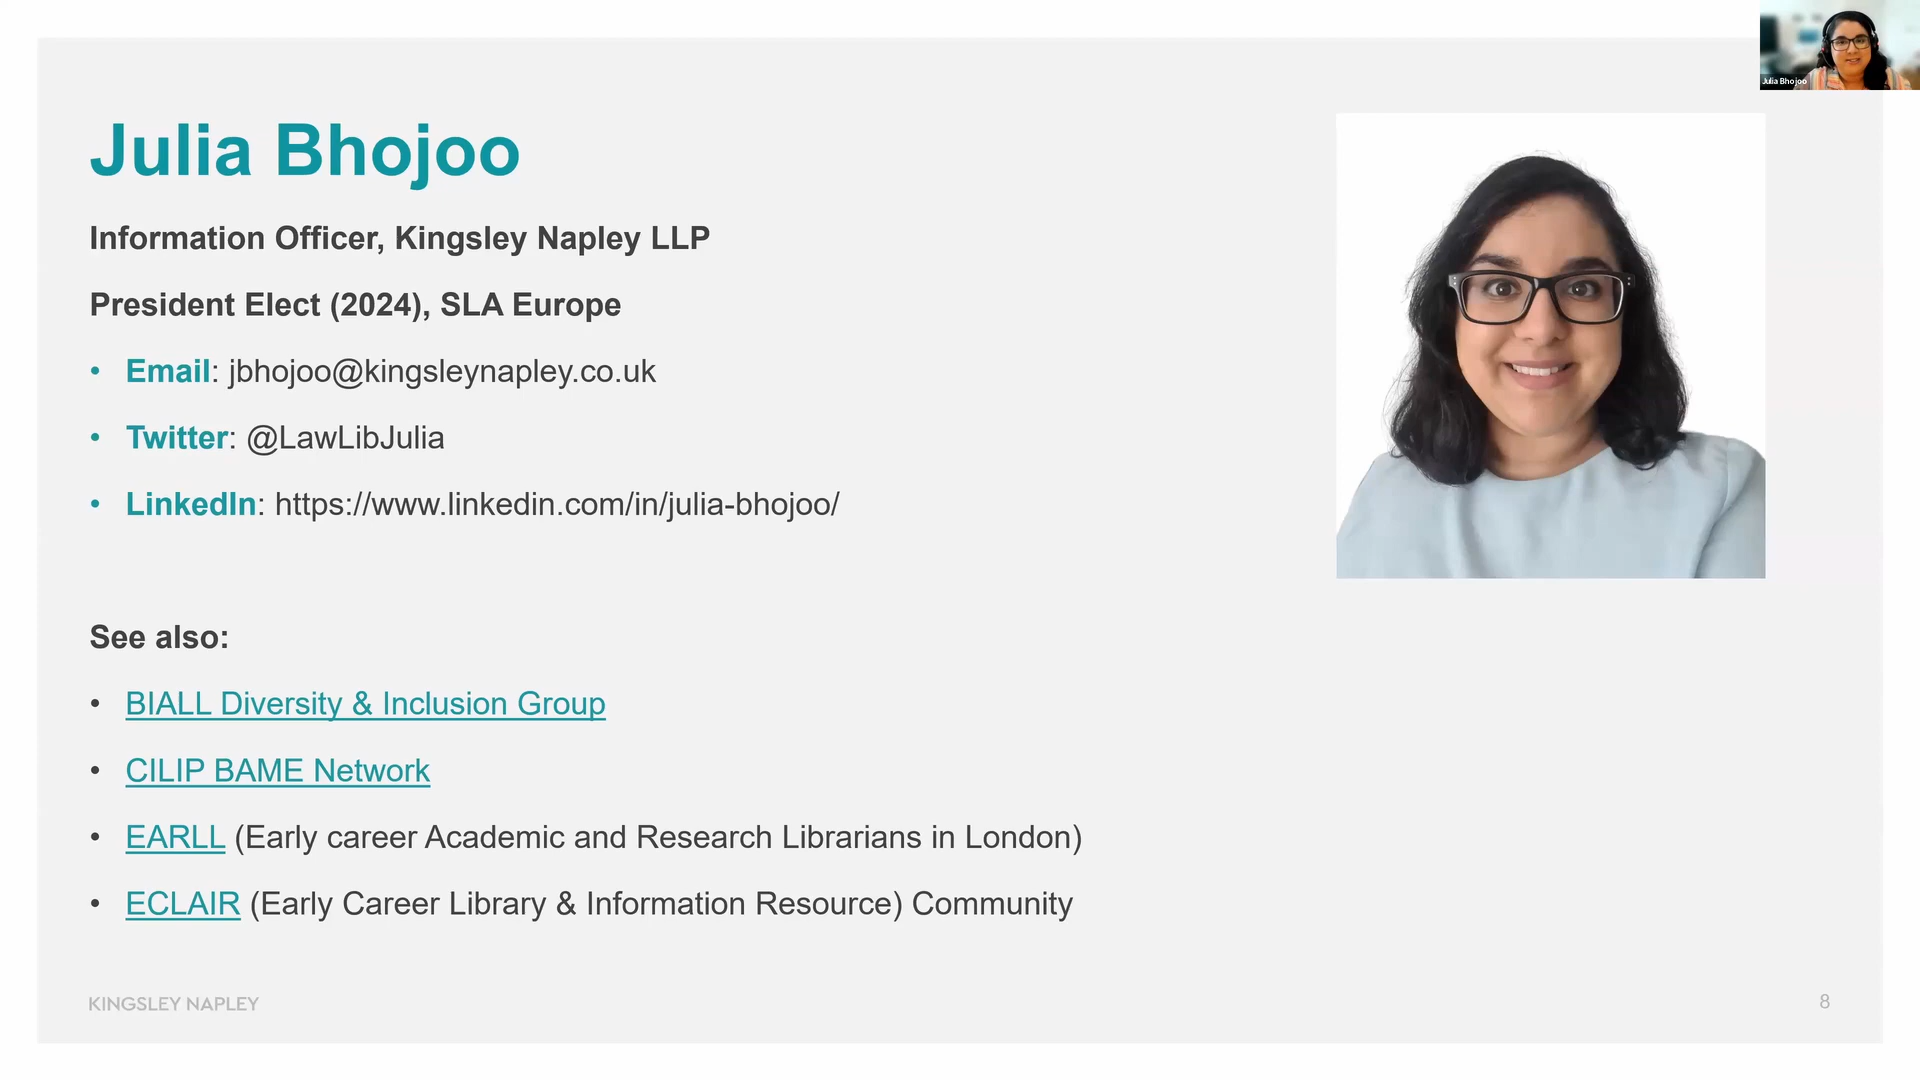 Julia Bhojoo
Julia Bhojoo
Information Officer, Kingsley Napley LLP
President Elect (2024), SLA Europe
• Email: jbhojoo@kingsleynapley.co.uk
• Twitter: @LawLibJulia
• LinkedIn: https://www.linkedin.com/in/julia-bhojoo/
See also:
• BIALL Diversity & Inclusion Group
• CILIP BAME Network
• EARLL (Early career Academic and Research Librarians in London)
• ECLAIR (Early Career Library & Information Resource) Community
KINGSLEY NAPLEY
8